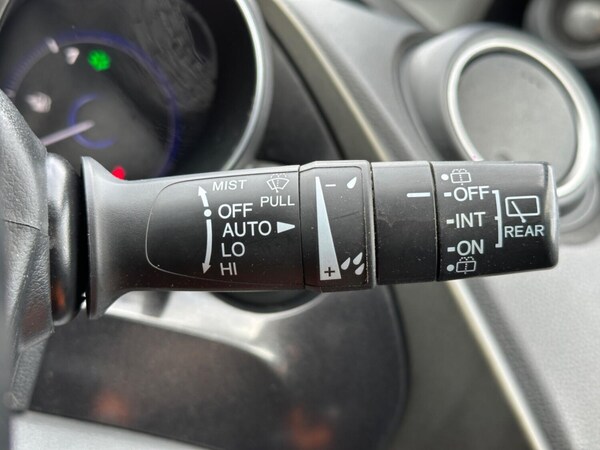 MIST
PULL
OFF
AUTO
LO
HI
-
+
OFF
INT
ON
REAR